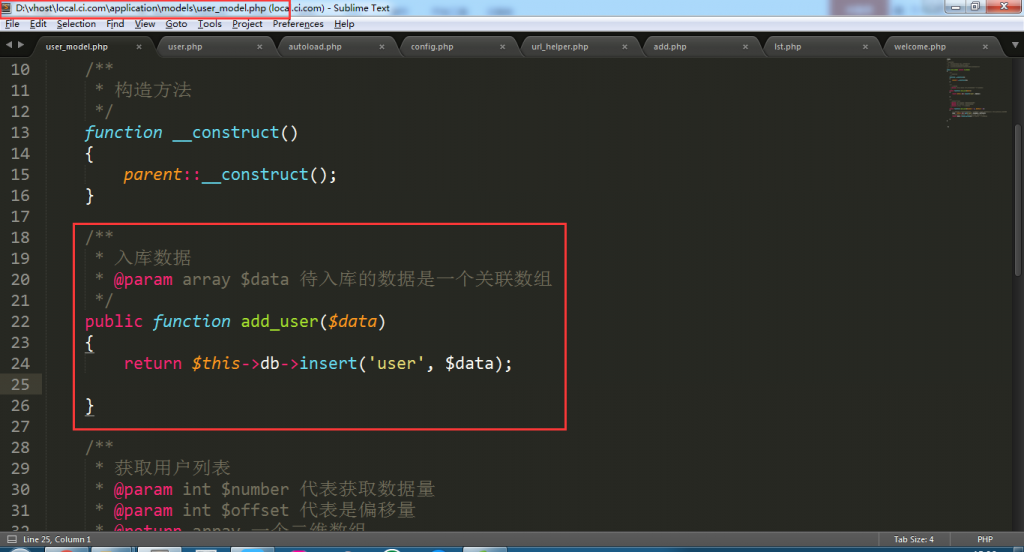 D:\vhost\local.ci.com\application\models\user_model.php (local.ci.com) - Sublime Text
File Edit Selection Find View Goto Tools Project Preferences Help
user_model.php × user.php × autoload.php × config.php × url_helper.php × add.php × lst.php × welcome.php ×
10 /**
11 * 构造方法
12 */
13 function __construct()
14 {
15 parent::__construct();
16 }
17
18 /**
19 * 入库数据
20 * @param array $data 待入库的数据是一个关联数组
21 */
22 public function add_user($data)
23 {
24 return $this->db->insert('user', $data);
25
26 }
27
28 /**
29 * 获取用户列表
30 * @param int $number 代表获取数据量
31 * @param int $offset 代表是偏移量
32 * @return array 一个二维数组
Line 25, Column 1 Tab Size: 4 PHP